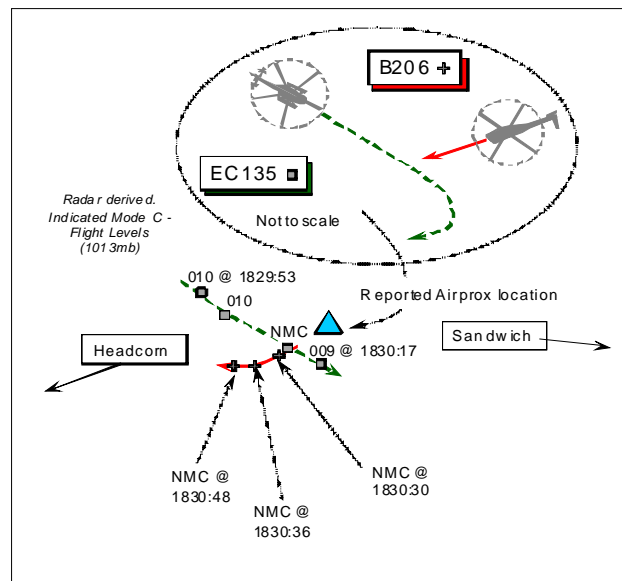 B206
EC135
Not to scale
Radar derived.
Indicated Mode C -
Flight Levels
(1013mb)
010 @ 1829:53
010
Reported Airprox location
NMC
Sandwich
Headcorn
009 @ 1830:17
NMC @
1830:48
NMC @
1830:36
NMC @
1830:30